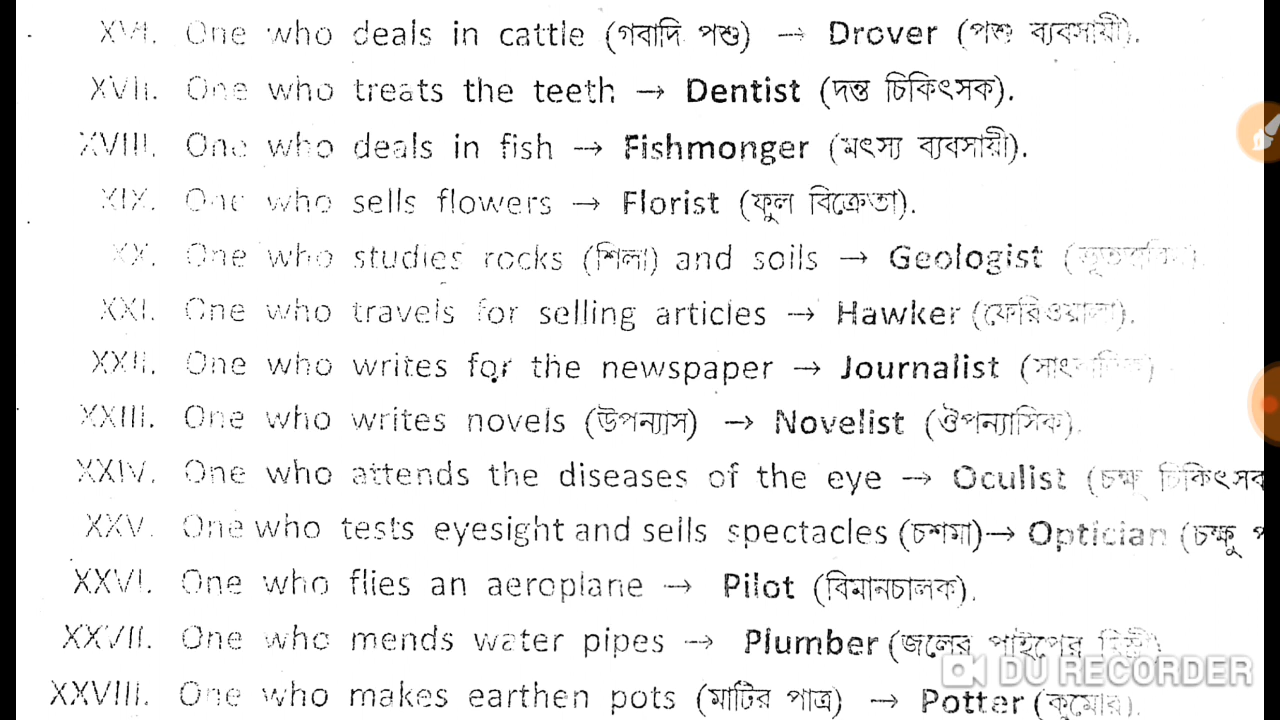 XVI. One who deals in cattle (গবাদি পশু) → Drover (পশু ব্যবসায়ী).
XVII. One who treats the teeth → Dentist (দন্ত চিকিৎসক).
XVIII. One who deals in fish → Fishmonger (মৎস্য ব্যবসায়ী).
XIX. One who sells flowers → Florist (ফুল বিক্রেতা).
XX. One who studies rocks (শিলা) and soils → Geologist
XXI. One who travels for selling articles → Hawker (ফেরিওয়ালা).
XXII. One who writes for the newspaper → Journalist
XXIII. One who writes novels (উপন্যাস) → Novelist (ঔপন্যাসিক).
XXIV. One who attends the diseases of the eye → Oculist (চক্ষু চিকিৎসক
XXV. One who tests eyesight and sells spectacles (চশমা) → Optician (চক্ষু প
XXVI. One who flies an aeroplane → Pilot (বিমানচালক).
XXVII. One who mends water pipes → Plumber (জলের পাইপের
DU RECORDER
XXVIII. One who makes earthen pots (মাটির পাত্র) → Potter (কুমোর).